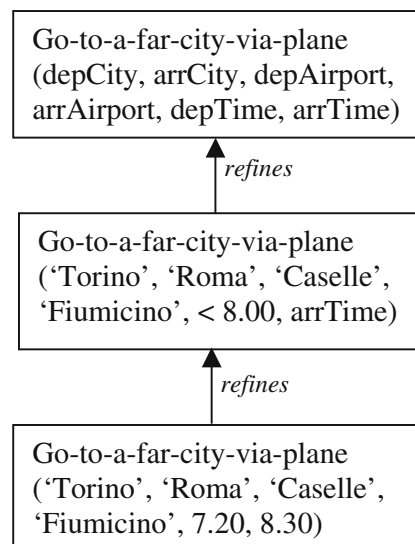 Go-to-a-far-city-via-plane
(depCity, arrCity, depAirport,
arrAirport, depTime, arrTime)
refines
Go-to-a-far-city-via-plane
(‘Torino’, ‘Roma’, ‘Caselle’,
‘Fiumicino’, < 8.00, arrTime)
refines
Go-to-a-far-city-via-plane
(‘Torino’, ‘Roma’, ‘Caselle’,
‘Fiumicino’, 7.20, 8.30)